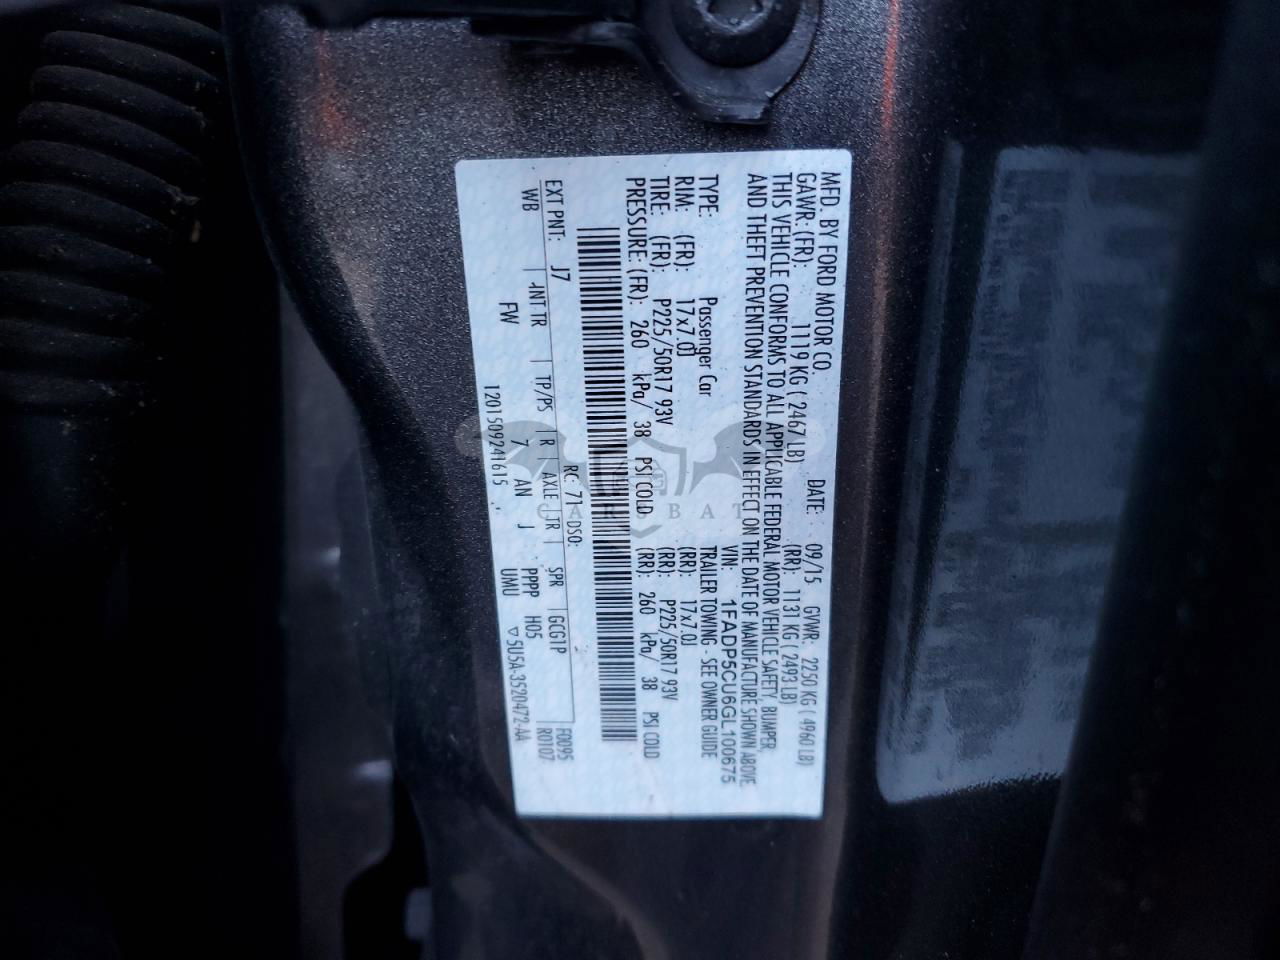 MFD. BY FORD MOTOR CO.
DATE: 09/15 GVWR: 2250 KG ( 4960 LB)
GAWR: (FR): 1119 KG ( 2467 LB) (RR): 1131 KG ( 2493 LB)
THIS VEHICLE CONFORMS TO ALL APPLICABLE FEDERAL MOTOR VEHICLE SAFETY, BUMPER,
AND THEFT PREVENTION STANDARDS IN EFFECT ON THE DATE OF MANUFACTURE SHOWN ABOVE
VIN: 1FADP5CU6GL100675
TYPE: Passenger Car TRAILER TOWING - SEE OWNER GUIDE
RIM: (FR): 17x7.0J (RR): 17x7.0J
TIRE: (FR): P225/50R17 93V (RR): P225/50R17 93V
PRESSURE: (FR): 260 kPa/ 38 PSI COLD (RR): 260 kPa/ 38 PSI COLD
RC: 71 DSO: F0095
EXT PNT: J7 R0107
WB INT TR TP/PS R AXLE TR SPR GCG1P
FW 7 AN J PPPP H05
1201509241615 UMU ▽5U5A-3520472-AA
CARSBAT